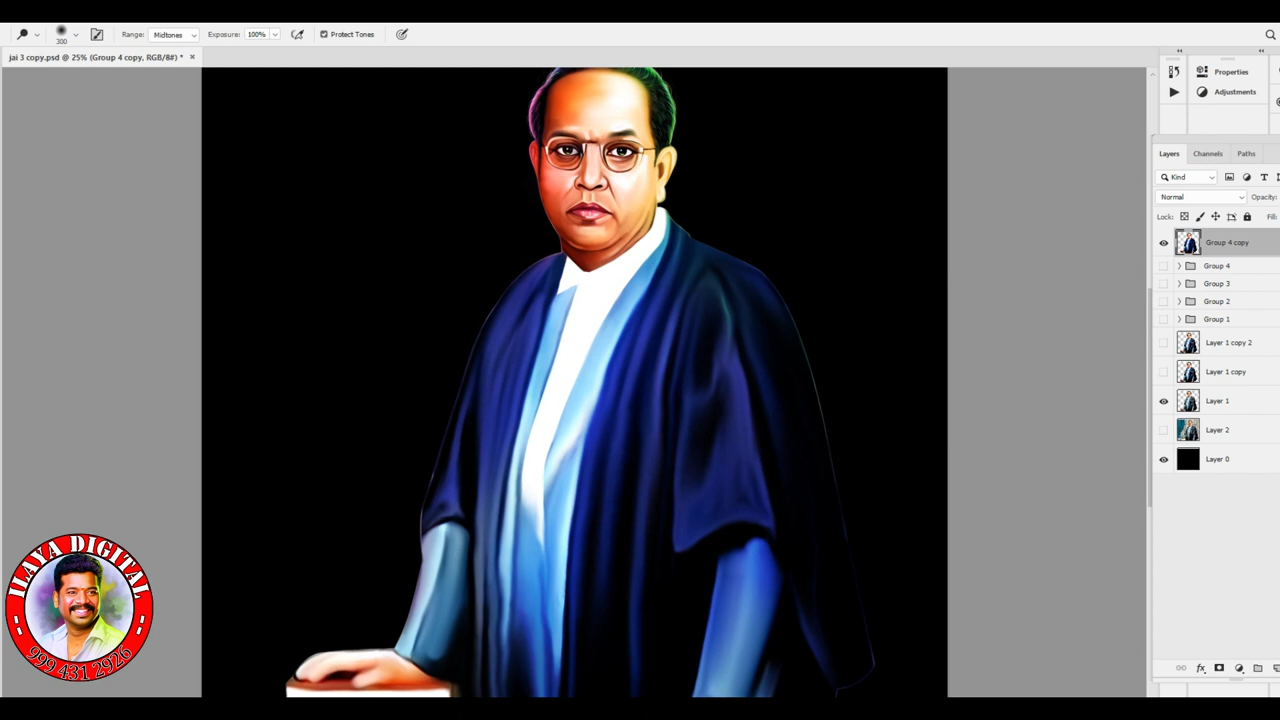 300
Range:
Midtones
Exposure:
100%
Protect Tones
jai 3 copy.psd @ 25% (Group 4 copy, RGB/8#) *
Properties
Adjustments
Layers
Channels
Paths
Kind
Normal
Opacity:
Lock:
Fill:
Group 4 copy
Group 4
Group 3
Group 2
Group 1
Layer 1 copy 2
Layer 1 copy
Layer 1
Layer 2
Layer 0
fx
ILAYA DIGITAL
999 431 2926